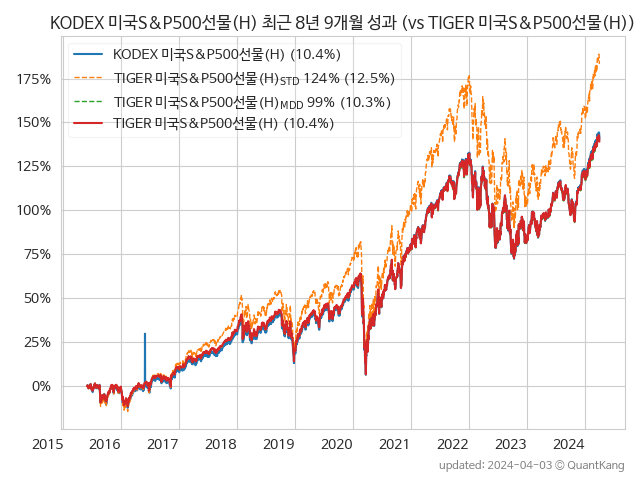 KODEX 미국S&P500선물(H) 최근 8년 9개월 성과 (vs TIGER 미국S&P500선물(H))
KODEX 미국S&P500선물(H) (10.4%)
TIGER 미국S&P500선물(H)STD 124% (12.5%)
TIGER 미국S&P500선물(H)MDD 99% (10.3%)
TIGER 미국S&P500선물(H) (10.4%)
175%
150%
125%
100%
75%
50%
25%
0%
2015 2016 2017 2018 2019 2020 2021 2022 2023 2024
updated: 2024-04-03 © QuantKang